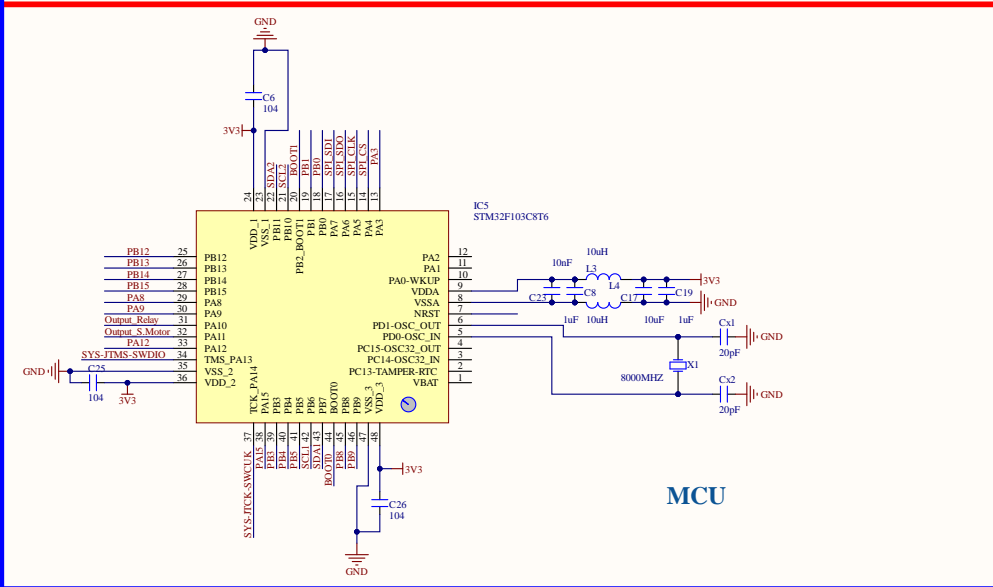 GND
C6
104
3V3
SDA2
SCL2
BOOT1
PB1
PB0
SPI_SDI
SPI_SDO
SPI_CLK
SPI_CS
PA3
24
23
22
21
20
19
18
17
16
15
14
13
IC5
STM32F103C8T6
VDD_1
VSS_1
PB11
PB10
PB2_BOOT1
PB1
PB0
PA7
PA6
PA5
PA4
PA3
PB12 25 PB12
PB13 26 PB13
PB14 27 PB14
PB15 28 PB15
PA8 29 PA8
PA9 30 PA9
Output_Relay 31 PA10
Output_S.Motor 32 PA11
PA12 33 PA12
SYS-JTMS-SWDIO 34 TMS_PA13
35 VSS_2
36 VDD_2
GND
C25
104
3V3
PA2 12
PA1 11
PA0-WKUP 10
VDDA 9
VSSA 8
NRST 7
PD1-OSC_OUT 6
PD0-OSC_IN 5
PC15-OSC32_OUT 4
PC14-OSC32_IN 3
PC13-TAMPER-RTC 2
VBAT 1
10uH
10nF
L3
3V3
L4
C23
C8
C17
C19
GND
1uF
10uH
10uF
1uF
Cx1
GND
20pF
X1
8000MHZ
Cx2
GND
20pF
TCK_PA14
PA15
PB3
PB4
PB5
PB6
PB7
BOOT0
PB8
PB9
VSS_3
VDD_3
37
38
39
40
41
42
43
44
45
46
47
48
SYS-JTCK-SWCUK
PA15
PB3
PB4
PB5
SCL1
SDA1
BOOT0
PB8
PB9
3V3
C26
104
GND
MCU